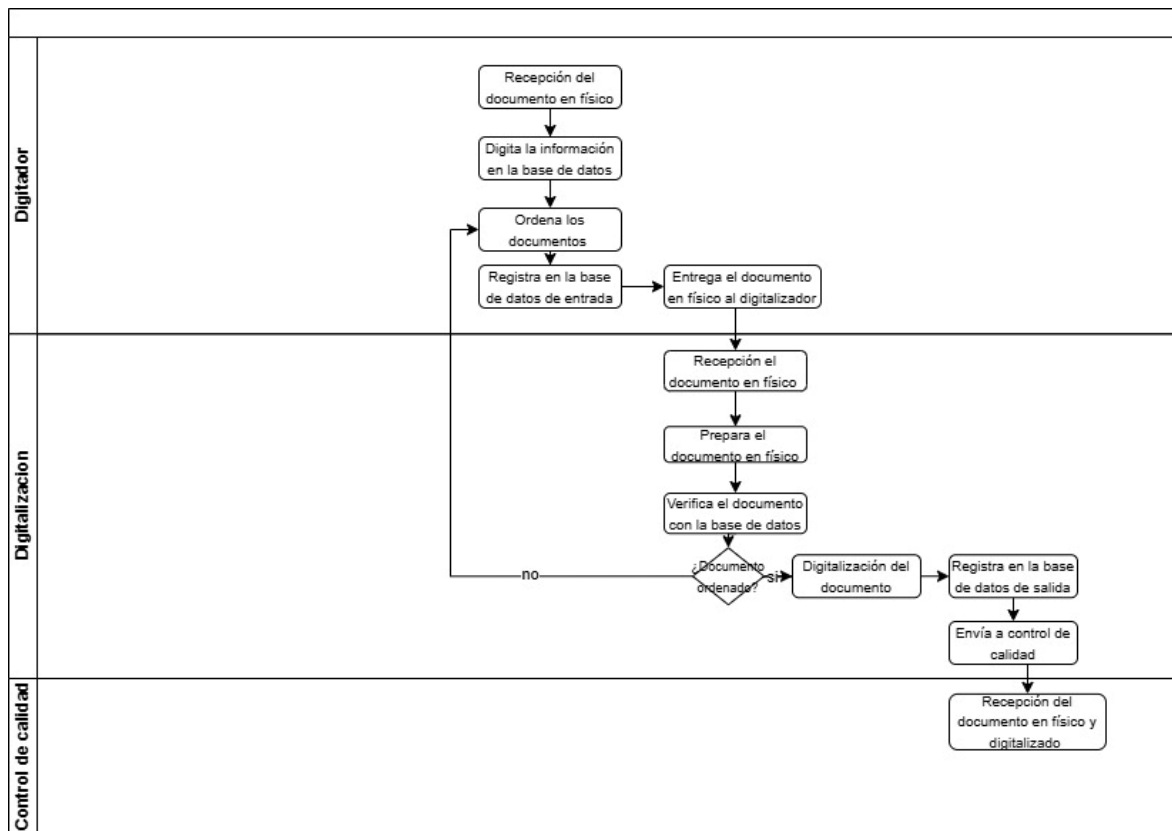 Digitador
Recepción del
documento en físico
Digita la información
en la base de datos
Ordena los
documentos
Registra en la base
de datos de entrada
Entrega el documento
en físico al digitalizador
Digitalizacion
Recepción el
documento en físico
Prepara el
documento en físico
Verifica el documento
con la base de datos
¿Documento
ordenado?
no
si
Digitalización del
documento
Registra en la base
de datos de salida
Envía a control de
calidad
Control de calidad
Recepción del
documento en físico y
digitalizado